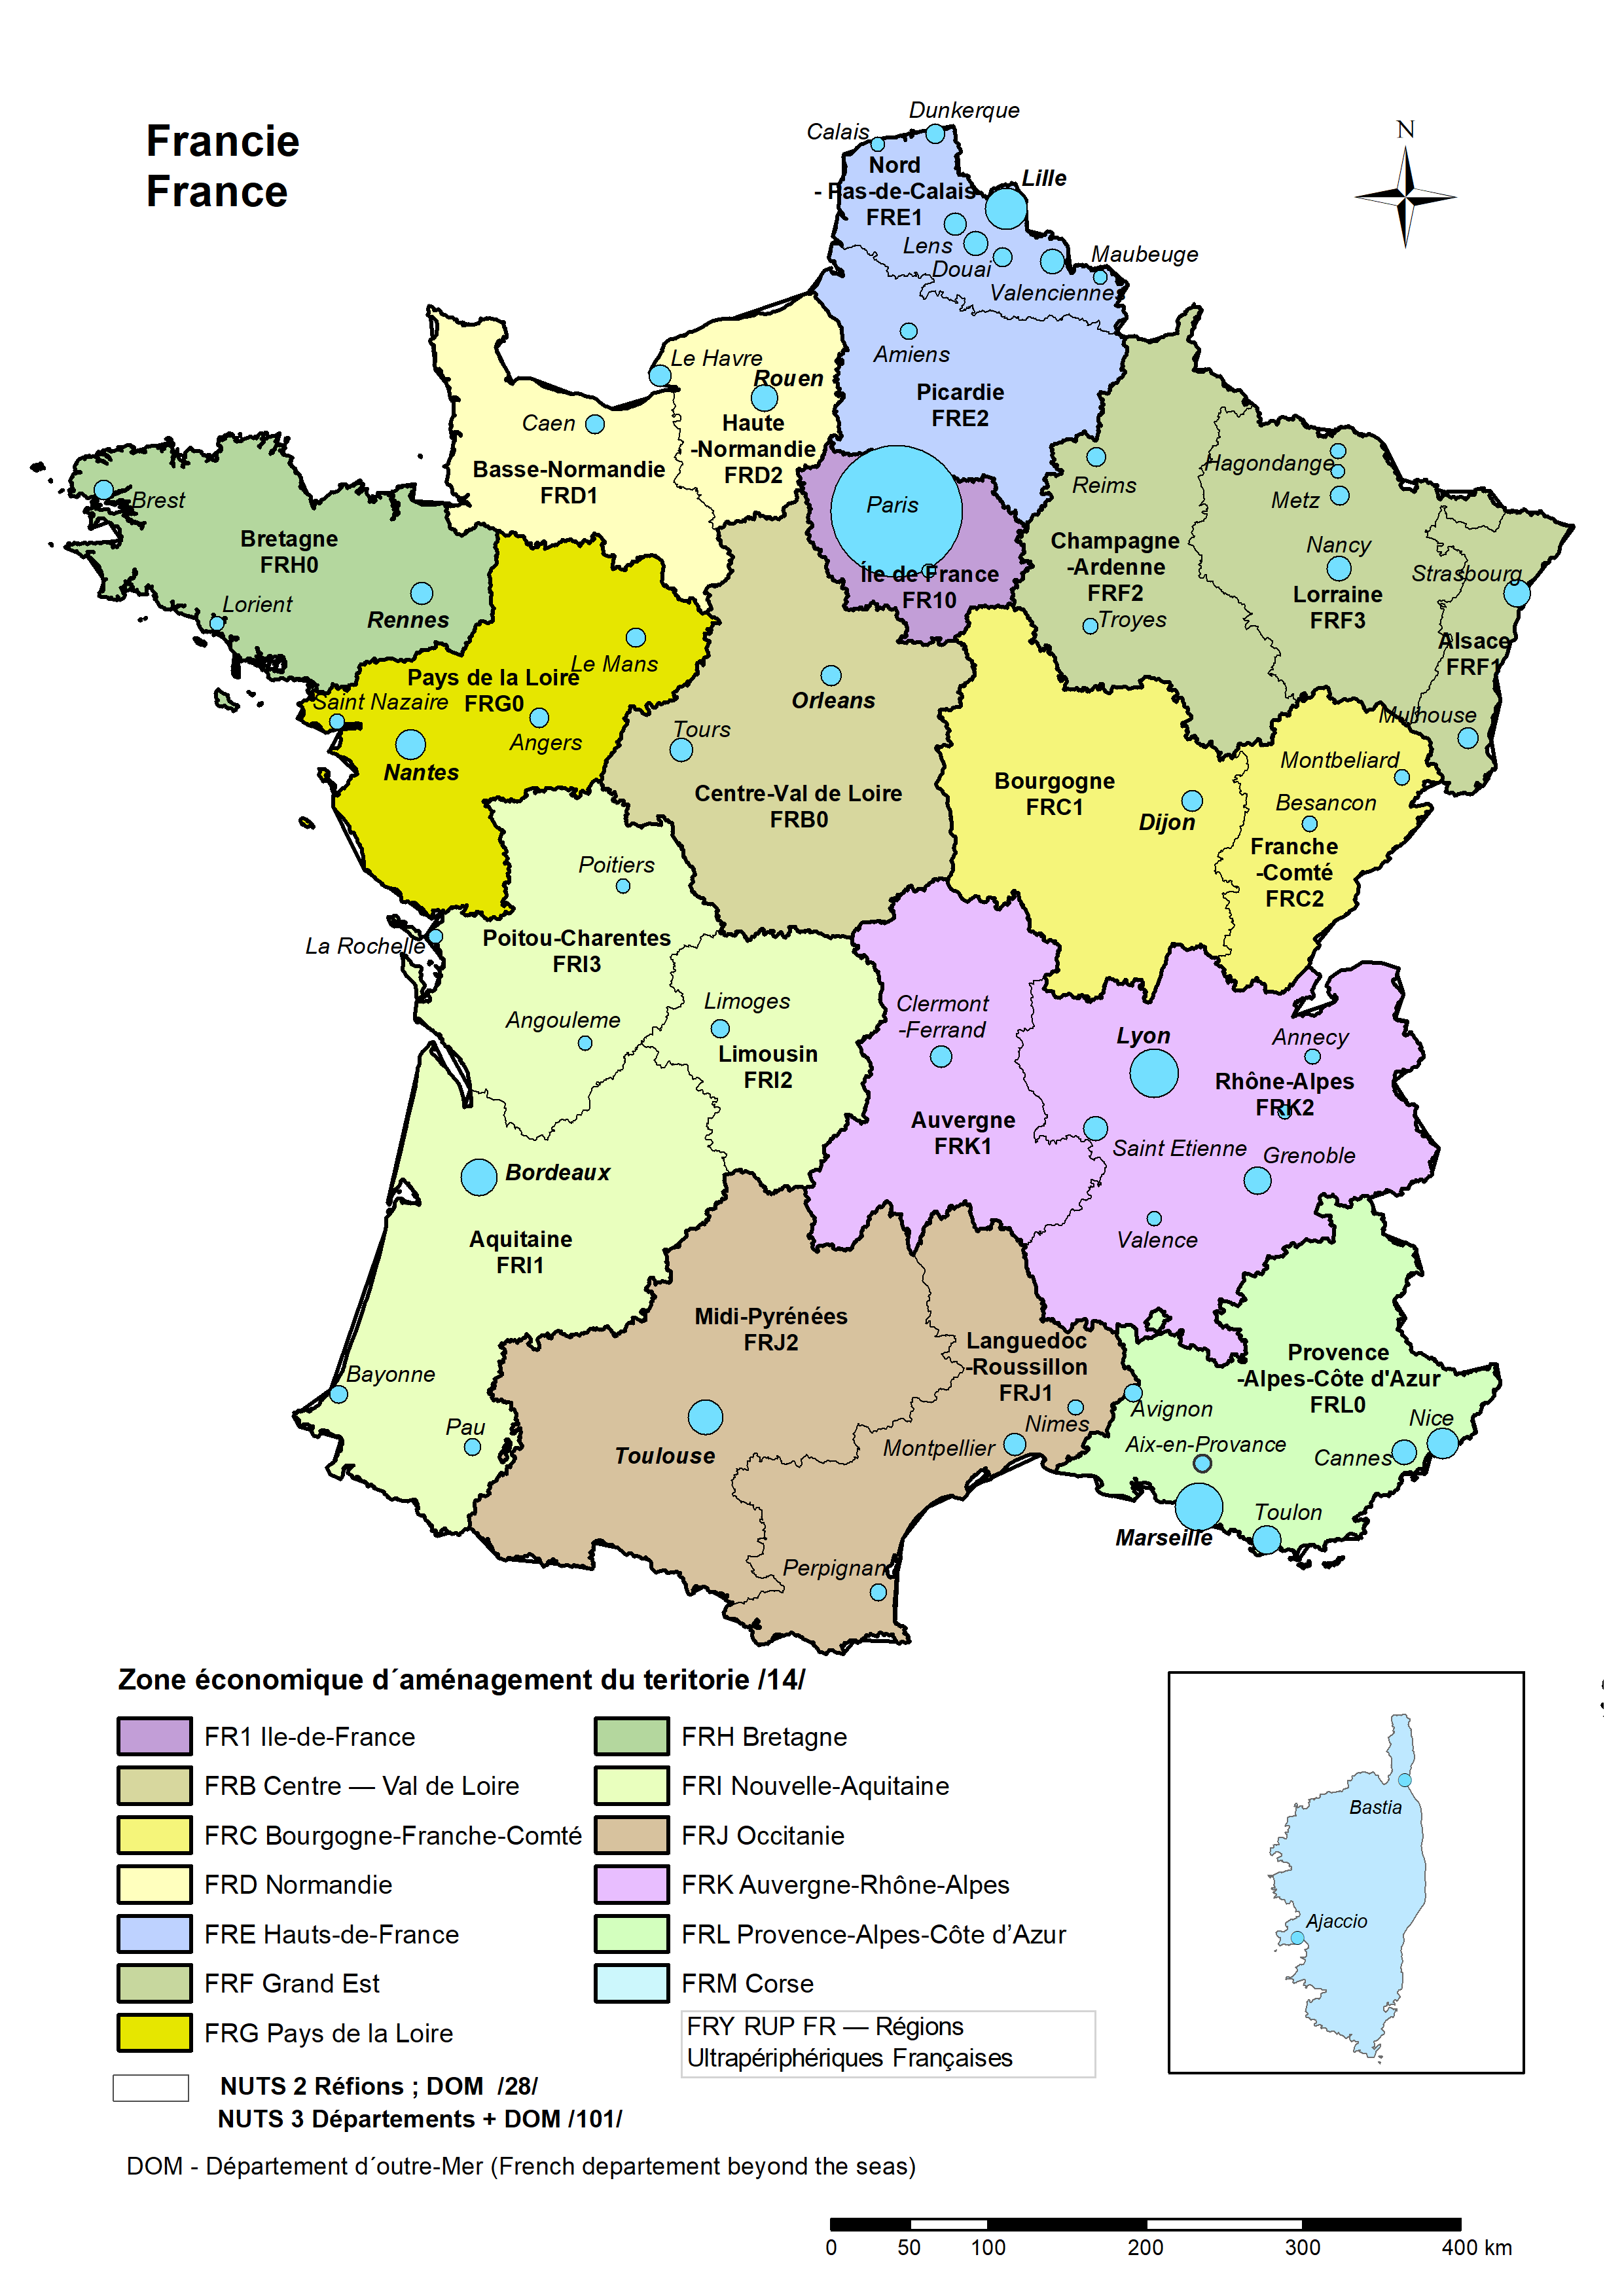 Francie
France
N
Dunkerque
Calais
Nord
- Pas-de-Calais
FRE1
Lille
Lens
Douai
Maubeuge
Valenciennes
Amiens
Picardie
FRE2
Le Havre
Rouen
Caen
Haute
-Normandie
FRD2
Basse-Normandie
FRD1
Paris
Île de France
FR10
Reims
Hagondange
Metz
Champagne
-Ardenne
FRF2
Troyes
Nancy
Lorraine
FRF3
Strasbourg
Alsace
FRF1
Mulhouse
Brest
Bretagne
FRH0
Lorient
Rennes
Le Mans
Pays de la Loire
FRG0
Saint Nazaire
Angers
Nantes
Orleans
Tours
Centre-Val de Loire
FRB0
Bourgogne
FRC1
Dijon
Montbeliard
Besancon
Franche
-Comté
FRC2
Poitiers
La Rochelle
Poitou-Charentes
FRI3
Angouleme
Limoges
Limousin
FRI2
Clermont
-Ferrand
Auvergne
FRK1
Lyon
Annecy
Rhône-Alpes
FRK2
Saint Etienne
Grenoble
Valence
Bordeaux
Aquitaine
FRI1
Bayonne
Pau
Midi-Pyrénées
FRJ2
Toulouse
Languedoc
-Roussillon
FRJ1
Nimes
Montpellier
Perpignan
Provence
-Alpes-Côte d'Azur
FRL0
Avignon
Aix-en-Provance
Nice
Cannes
Marseille
Toulon
Zone économique d´aménagement du teritorie /14/
FR1 Ile-de-France
FRB Centre — Val de Loire
FRC Bourgogne-Franche-Comté
FRD Normandie
FRE Hauts-de-France
FRF Grand Est
FRG Pays de la Loire
FRH Bretagne
FRI Nouvelle-Aquitaine
FRJ Occitanie
FRK Auvergne-Rhône-Alpes
FRL Provence-Alpes-Côte d’Azur
FRM Corse
FRY RUP FR — Régions
Ultrapériphériques Françaises
NUTS 2 Réfions ; DOM /28/
NUTS 3 Départements + DOM /101/
DOM - Département d´outre-Mer (French departement beyond the seas)
Bastia
Ajaccio
0 50 100 200 300 400 km